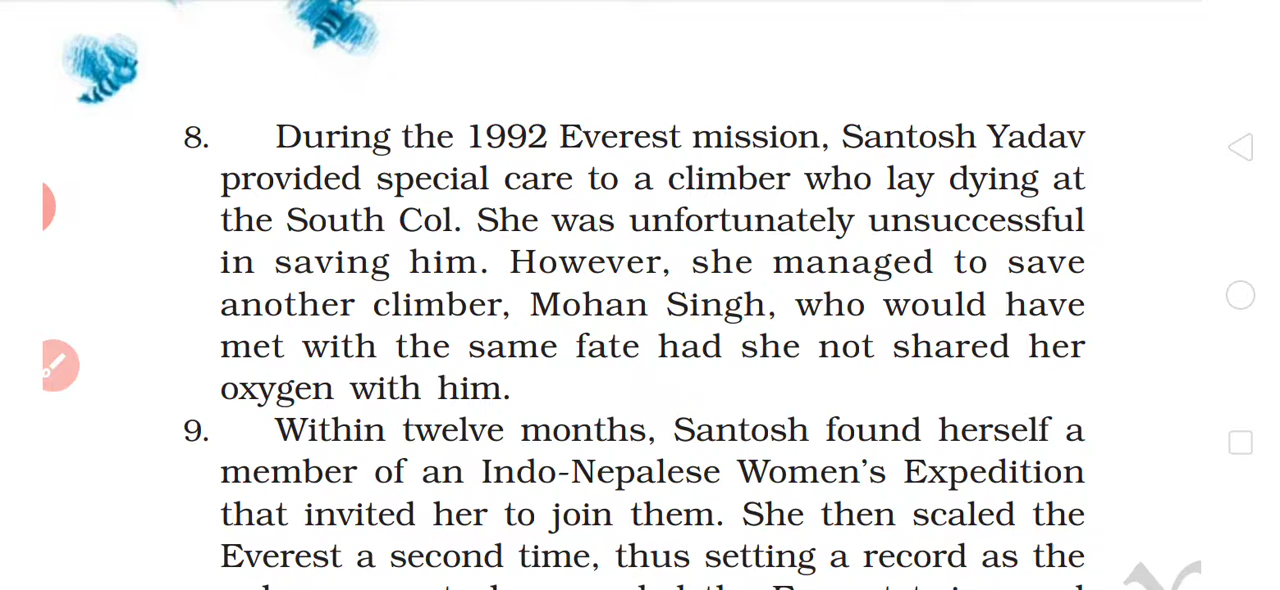 8. During the 1992 Everest mission, Santosh Yadav
provided special care to a climber who lay dying at
the South Col. She was unfortunately unsuccessful
in saving him. However, she managed to save
another climber, Mohan Singh, who would have
met with the same fate had she not shared her
oxygen with him.
9. Within twelve months, Santosh found herself a
member of an Indo-Nepalese Women’s Expedition
that invited her to join them. She then scaled the
Everest a second time, thus setting a record as the